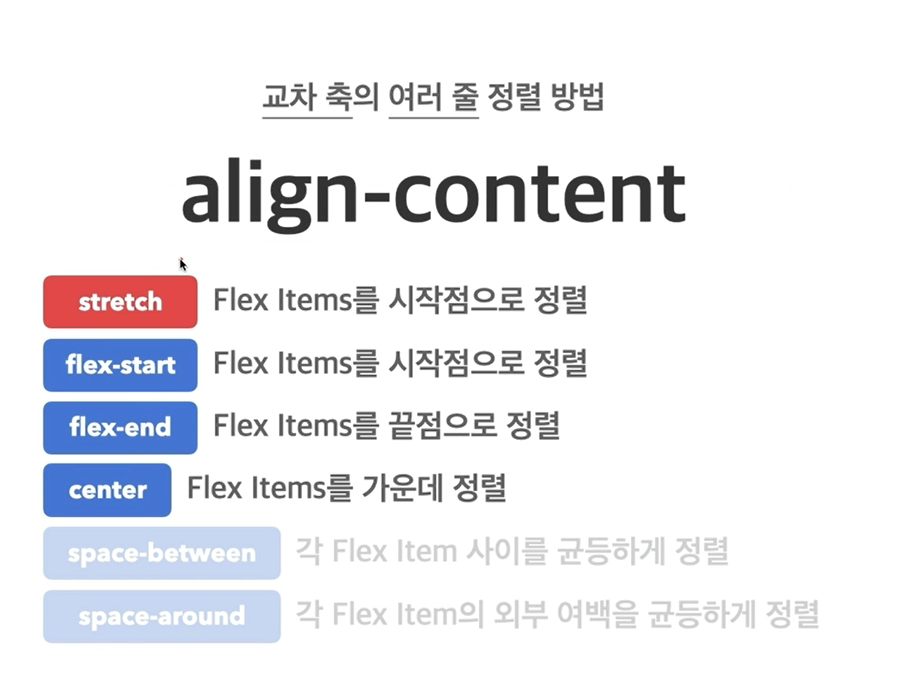 교차 축의 여러 줄 정렬 방법
align-content
stretch Flex Items를 시작점으로 정렬
flex-start Flex Items를 시작점으로 정렬
flex-end Flex Items를 끝점으로 정렬
center Flex Items를 가운데 정렬
space-between 각 Flex Item 사이를 균등하게 정렬
space-around 각 Flex Item의 외부 여백을 균등하게 정렬